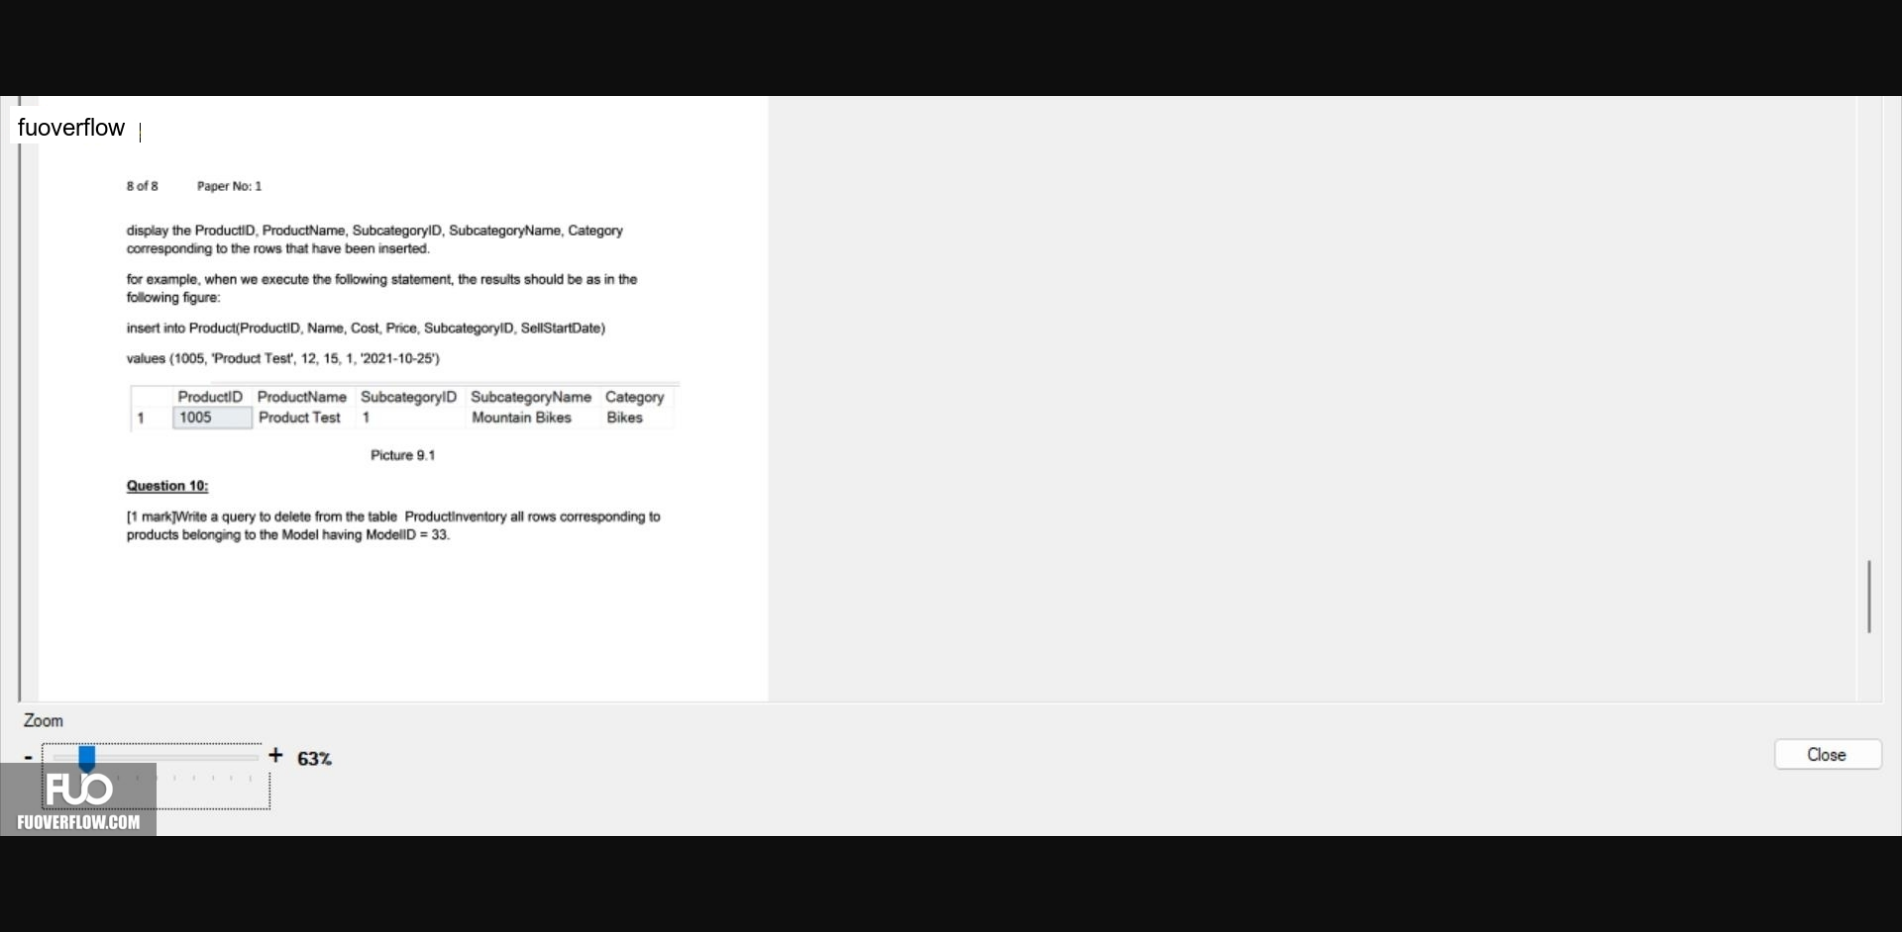 fuoverflow
8 of 8 Paper No: 1
display the ProductID, ProductName, SubcategoryID, SubcategoryName, Category
corresponding to the rows that have been inserted.
for example, when we execute the following statement, the results should be as in the
following figure:
insert into Product(ProductID, Name, Cost, Price, SubcategoryID, SellStartDate)
values (1005, 'Product Test', 12, 15, 1, '2021-10-25')
ProductID ProductName SubcategoryID SubcategoryName Category
1 1005 Product Test 1 Mountain Bikes Bikes
Picture 9.1
Question 10:
[1 mark]Write a query to delete from the table ProductInventory all rows corresponding to
products belonging to the Model having ModelID = 33.
Zoom
- + 63%
Close
FUO
FUOVERFLOW.COM